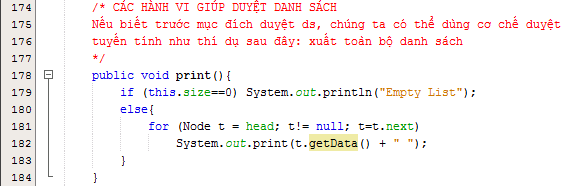 174 /* CÁC HÀNH VI GIÚP DUYỆT DANH SÁCH
175 Nếu biết trước mục đích duyệt ds, chúng ta có thể dùng cơ chế duyệt
176 tuyến tính như thí dụ sau đây: xuất toàn bộ danh sách
177 */
178 public void print(){
179 if (this.size==0) System.out.println("Empty List");
180 else{
181 for (Node t = head; t!= null; t=t.next)
182 System.out.print(t.getData() + " ");
183 }
184 }